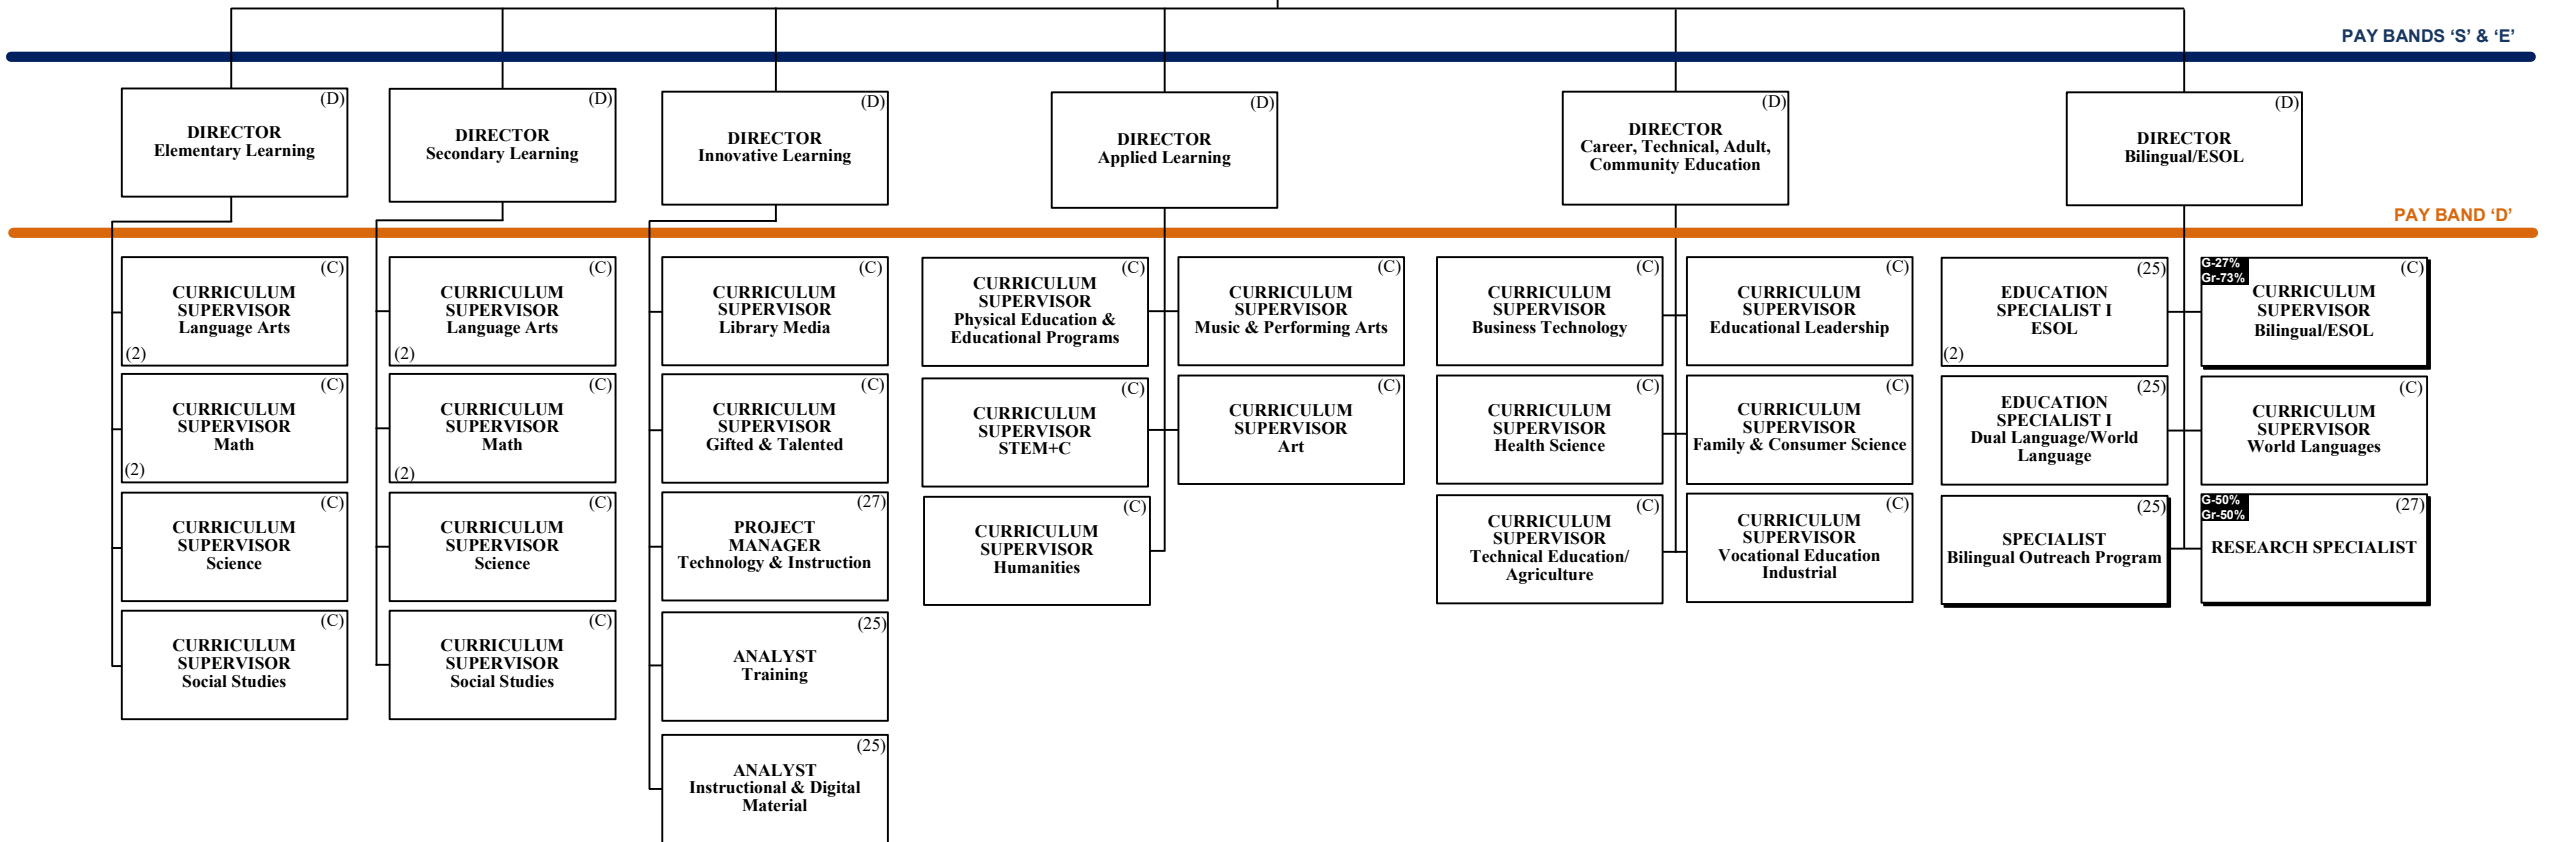 PAY BANDS ‘S’ & ‘E’
(D)
DIRECTOR
Elementary Learning
(D)
DIRECTOR
Secondary Learning
(D)
DIRECTOR
Innovative Learning
(D)
DIRECTOR
Applied Learning
(D)
DIRECTOR
Career, Technical, Adult,
Community Education
(D)
DIRECTOR
Bilingual/ESOL
PAY BAND ‘D’
(C)
CURRICULUM
SUPERVISOR
Language Arts
(2)
(C)
CURRICULUM
SUPERVISOR
Math
(2)
(C)
CURRICULUM
SUPERVISOR
Science
(C)
CURRICULUM
SUPERVISOR
Social Studies
(C)
CURRICULUM
SUPERVISOR
Language Arts
(2)
(C)
CURRICULUM
SUPERVISOR
Math
(2)
(C)
CURRICULUM
SUPERVISOR
Science
(C)
CURRICULUM
SUPERVISOR
Social Studies
(C)
CURRICULUM
SUPERVISOR
Library Media
(C)
CURRICULUM
SUPERVISOR
Gifted & Talented
(27)
PROJECT
MANAGER
Technology & Instruction
(25)
ANALYST
Training
(25)
ANALYST
Instructional & Digital
Material
(C)
CURRICULUM
SUPERVISOR
Physical Education &
Educational Programs
(C)
CURRICULUM
SUPERVISOR
Music & Performing Arts
(C)
CURRICULUM
SUPERVISOR
STEM+C
(C)
CURRICULUM
SUPERVISOR
Art
(C)
CURRICULUM
SUPERVISOR
Humanities
(C)
CURRICULUM
SUPERVISOR
Business Technology
(C)
CURRICULUM
SUPERVISOR
Educational Leadership
(C)
CURRICULUM
SUPERVISOR
Health Science
(C)
CURRICULUM
SUPERVISOR
Family & Consumer Science
(C)
CURRICULUM
SUPERVISOR
Technical Education/
Agriculture
(C)
CURRICULUM
SUPERVISOR
Vocational Education
Industrial
(25)
EDUCATION
SPECIALIST I
ESOL
(2)
G-27%
Gr-73%
(C)
CURRICULUM
SUPERVISOR
Bilingual/ESOL
(25)
EDUCATION
SPECIALIST I
Dual Language/World
Language
(C)
CURRICULUM
SUPERVISOR
World Languages
(25)
SPECIALIST
Bilingual Outreach Program
G-50%
Gr-50%
(27)
RESEARCH SPECIALIST